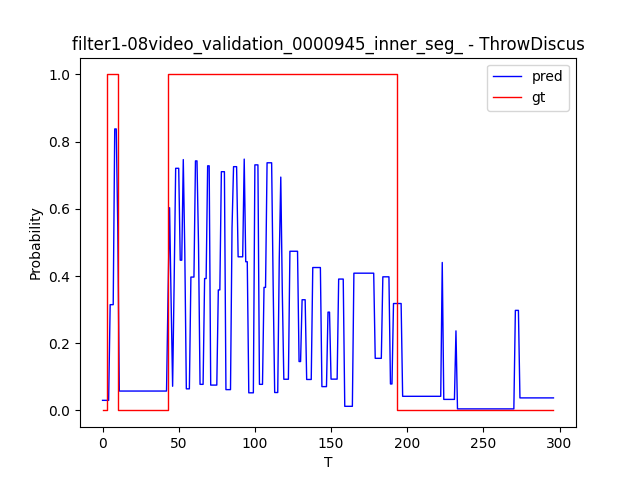 filter1-08video_validation_0000945_inner_seg_ - ThrowDiscus
pred
gt
1.0
0.8
0.6
0.4
0.2
0.0
Probability
0 50 100 150 200 250 300
T